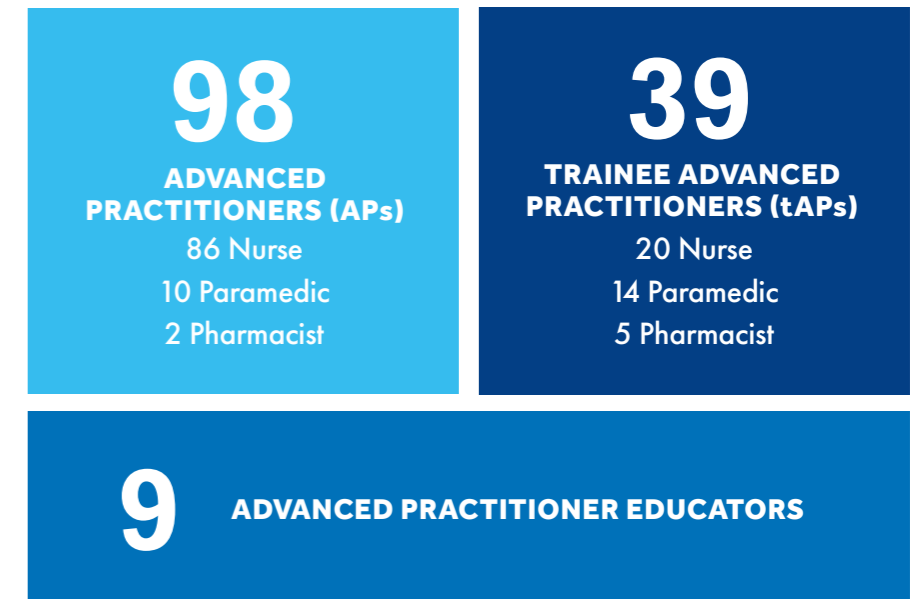 98
ADVANCED
PRACTITIONERS (APs)
86 Nurse
10 Paramedic
2 Pharmacist
39
TRAINEE ADVANCED
PRACTITIONERS (tAPs)
20 Nurse
14 Paramedic
5 Pharmacist
9
ADVANCED PRACTITIONER EDUCATORS